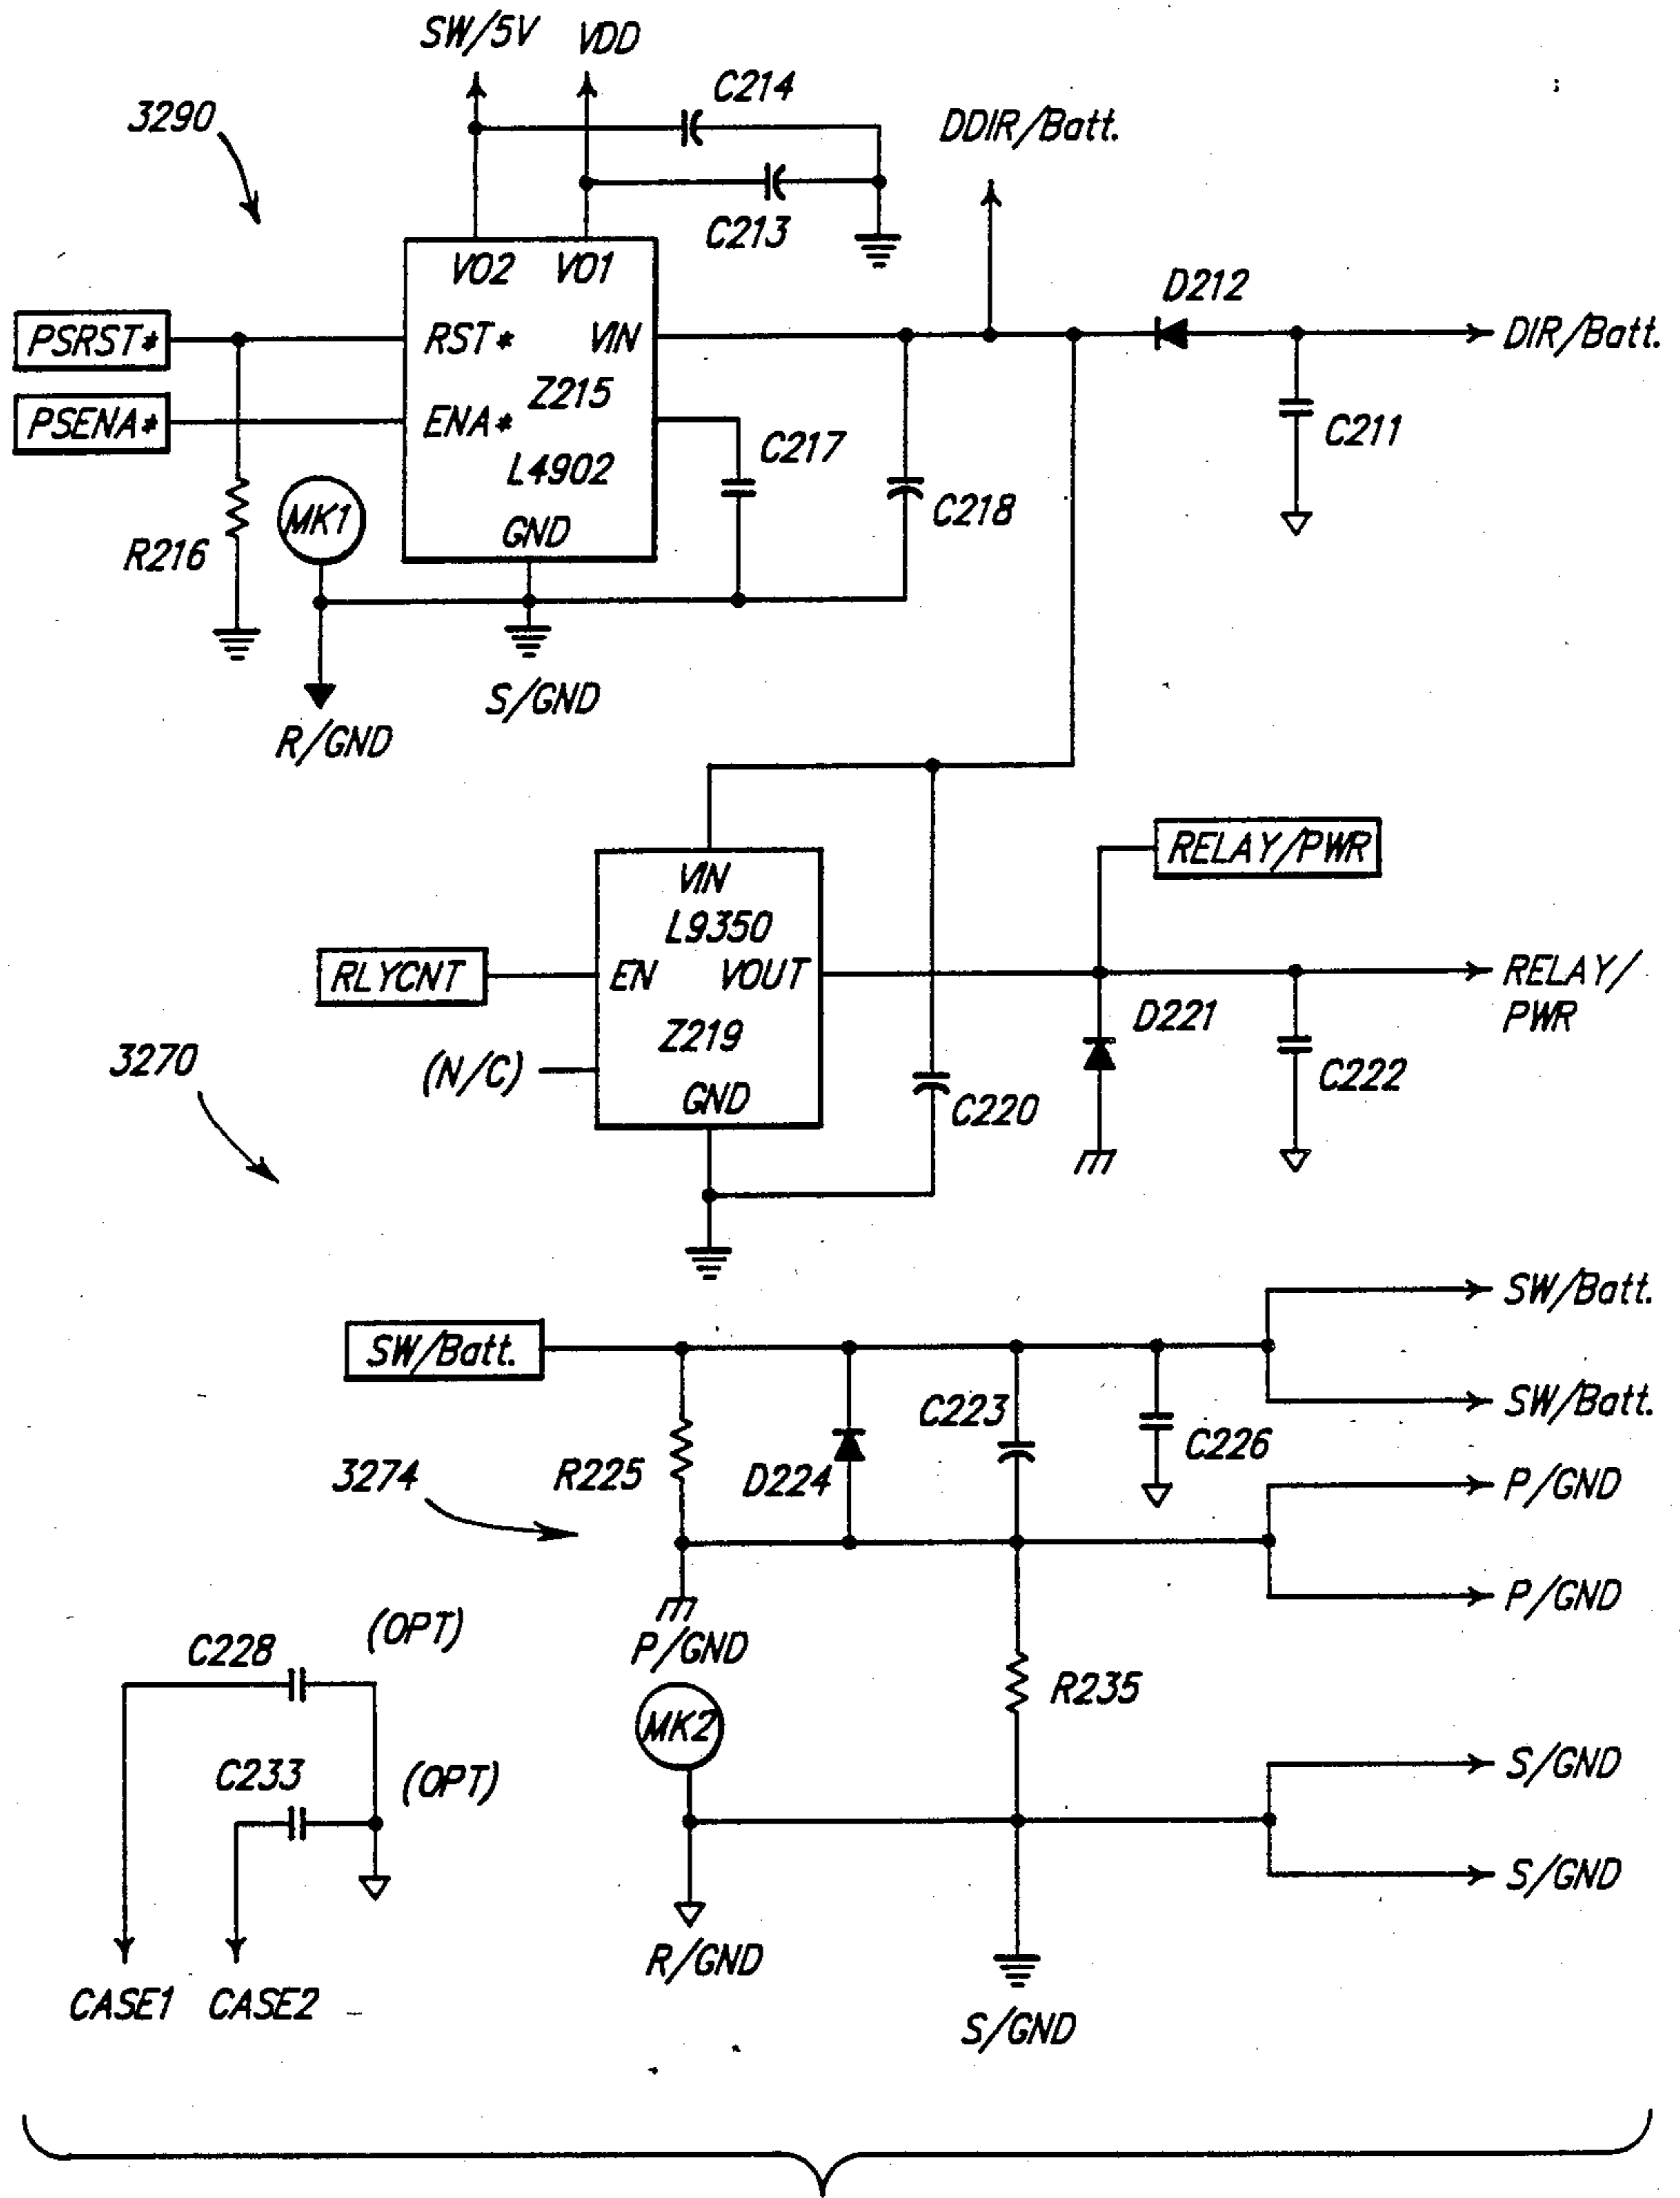 SW/5V
VDD
C214
DDIR/Batt.
3290
C213
D212
VO2
VO1
PSRST*
RST*
VIN
DIR/Batt.
Z215
PSENA*
ENA*
C211
C217
L4902
C218
MK1
GND
R216
S/GND
R/GND
RELAY/PWR
VIN
L9350
RLYCNT
EN
VOUT
RELAY/
PWR
D221
Z219
3270
(N/C)
C222
GND
C220
SW/Batt.
SW/Batt.
SW/Batt.
C223
C226
3274
R225
D224
P/GND
P/GND
(OPT)
C228
P/GND
R235
MK2
C233
(OPT)
S/GND
S/GND
R/GND
CASE1
CASE2
S/GND